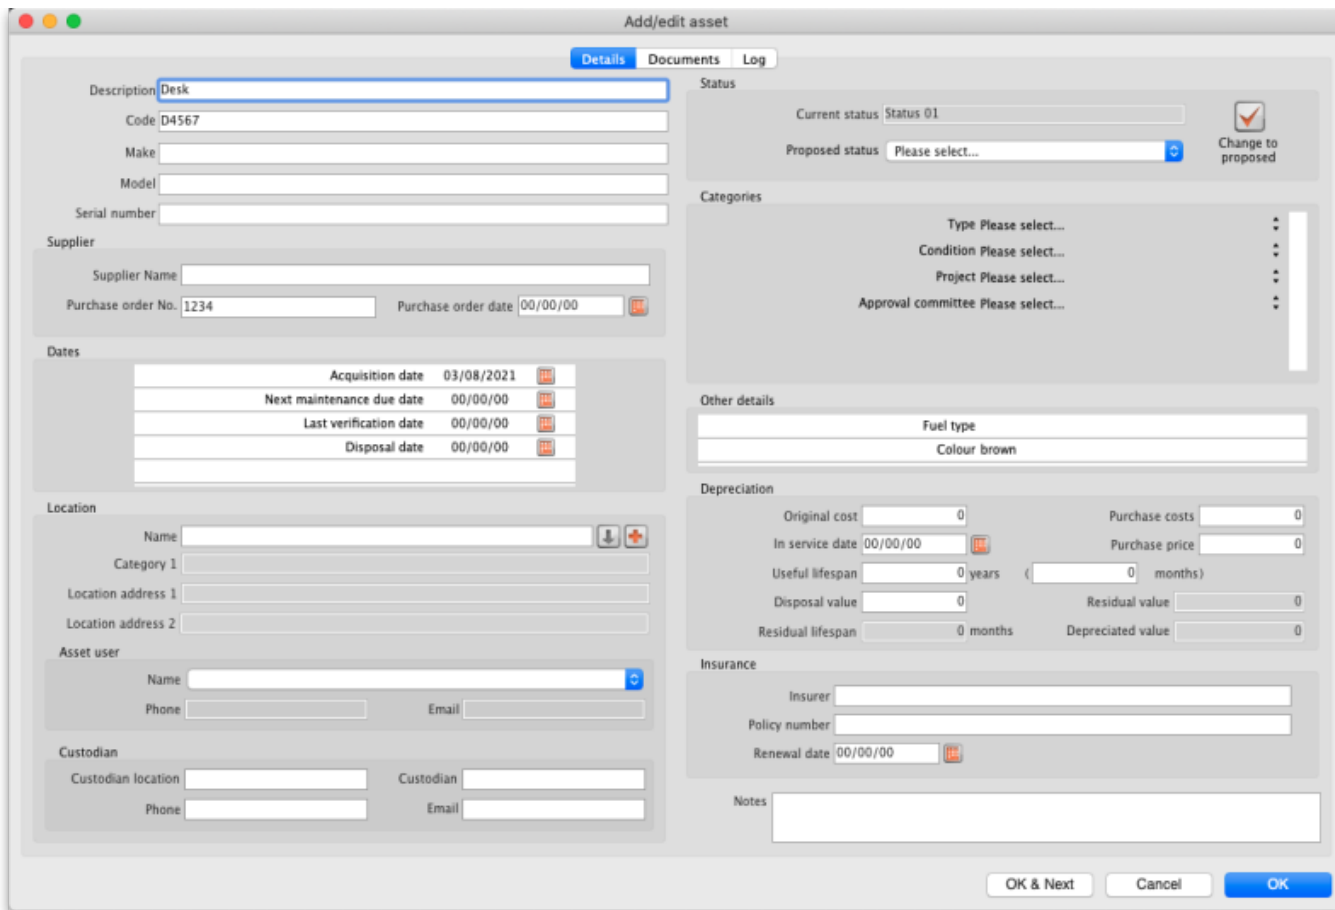 Add/edit asset
Details Documents Log
Description Desk
Code D4567
Make
Model
Serial number
Supplier
Supplier Name
Purchase order No. 1234 Purchase order date 00/00/00
Dates
Acquisition date 03/08/2021
Next maintenance due date 00/00/00
Last verification date 00/00/00
Disposal date 00/00/00
Location
Name
Category 1
Location address 1
Location address 2
Asset user
Name
Phone Email
Custodian
Custodian location Custodian
Phone Email
Status
Current status Status 01
Proposed status Please select...
Change to
proposed
Categories
Type Please select...
Condition Please select...
Project Please select...
Approval committee Please select...
Other details
Fuel type
Colour brown
Depreciation
Original cost 0 Purchase costs 0
In service date 00/00/00 Purchase price 0
Useful lifespan 0 years ( 0 months)
Disposal value 0 Residual value 0
Residual lifespan 0 months Depreciated value 0
Insurance
Insurer
Policy number
Renewal date 00/00/00
Notes
OK & Next Cancel OK